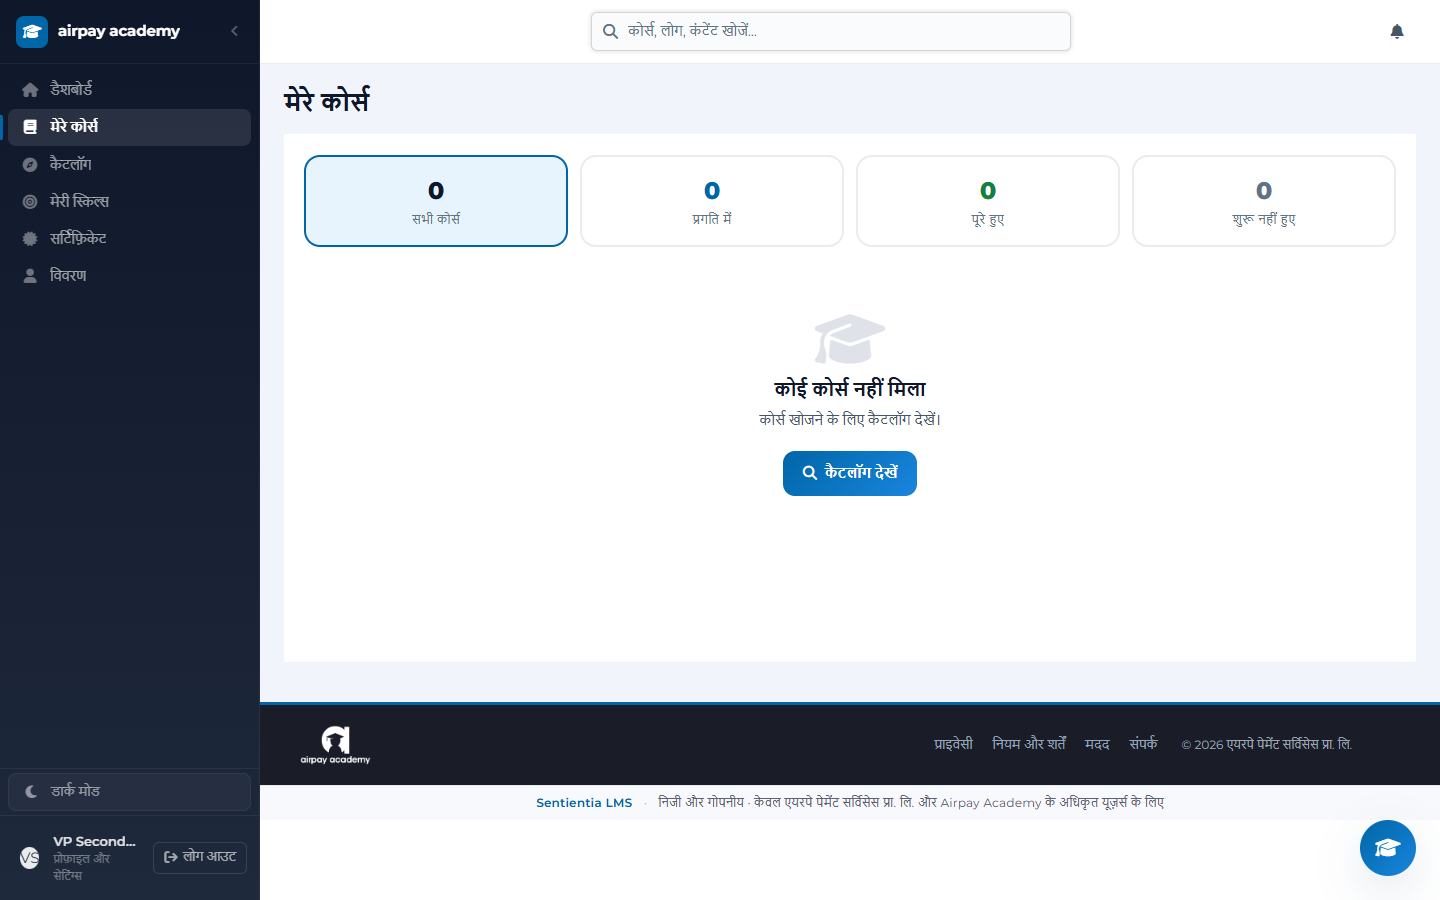 airpay academy
कोर्स, लोग, कंटेंट खोजें...
डैशबोर्ड
मेरे कोर्स
कैटलॉग
मेरी स्किल्स
सर्टिफ़िकेट
विवरण
मेरे कोर्स
0
सभी कोर्स
0
प्रगति में
0
पूरे हुए
0
शुरू नहीं हुए
कोई कोर्स नहीं मिला
कोर्स खोजने के लिए कैटलॉग देखें।
कैटलॉग देखें
airpay academy
प्राइवेसी
नियम और शर्तें
मदद
संपर्क
© 2026 एयरपे पेमेंट सर्विसेस प्रा. लि.
Sentientia LMS · निजी और गोपनीय · केवल एयरपे पेमेंट सर्विसेस प्रा. लि. और Airpay Academy के अधिकृत यूज़र्स के लिए
डार्क मोड
VS
VP Second...
प्रोफ़ाइल और
सेटिंग्स
लोग आउट